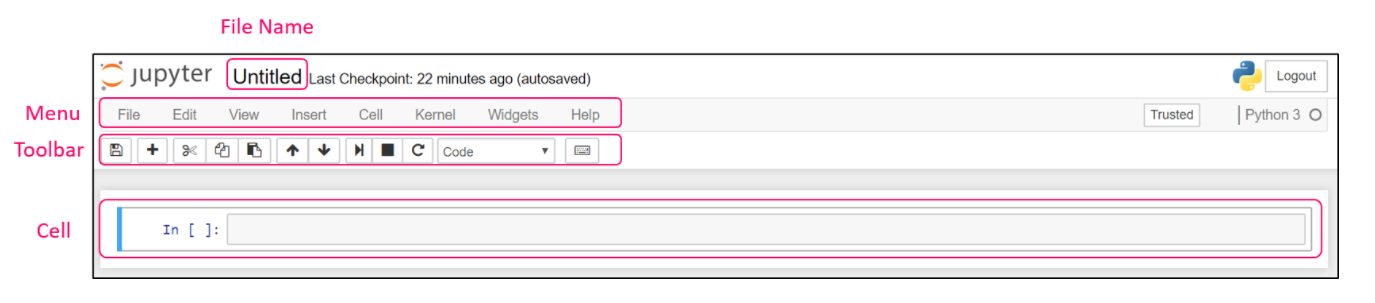 File Name
jupyter Untitled Last Checkpoint: 22 minutes ago (autosaved) Logout
Menu File Edit View Insert Cell Kernel Widgets Help Trusted Python 3
Toolbar Code
Cell In [ ]: